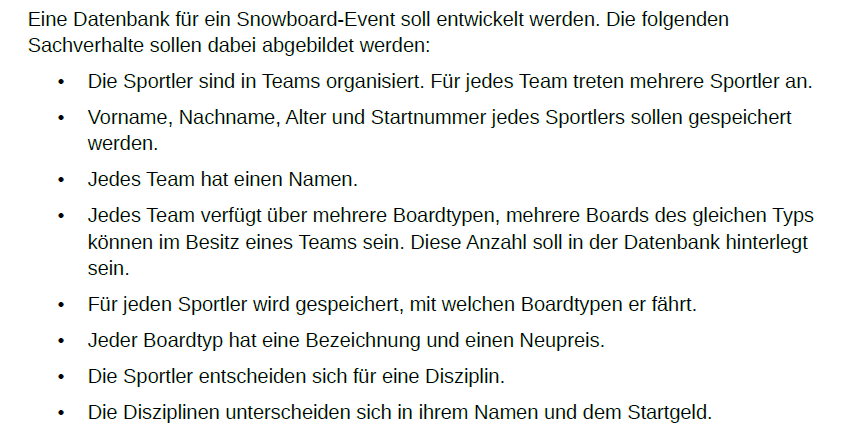 Eine Datenbank für ein Snowboard-Event soll entwickelt werden. Die folgenden
Sachverhalte sollen dabei abgebildet werden:
• Die Sportler sind in Teams organisiert. Für jedes Team treten mehrere Sportler an.
• Vorname, Nachname, Alter und Startnummer jedes Sportlers sollen gespeichert
werden.
• Jedes Team hat einen Namen.
• Jedes Team verfügt über mehrere Boardtypen, mehrere Boards des gleichen Typs
können im Besitz eines Teams sein. Diese Anzahl soll in der Datenbank hinterlegt
sein.
• Für jeden Sportler wird gespeichert, mit welchen Boardtypen er fährt.
• Jeder Boardtyp hat eine Bezeichnung und einen Neupreis.
• Die Sportler entscheiden sich für eine Disziplin.
• Die Disziplinen unterscheiden sich in ihrem Namen und dem Startgeld.